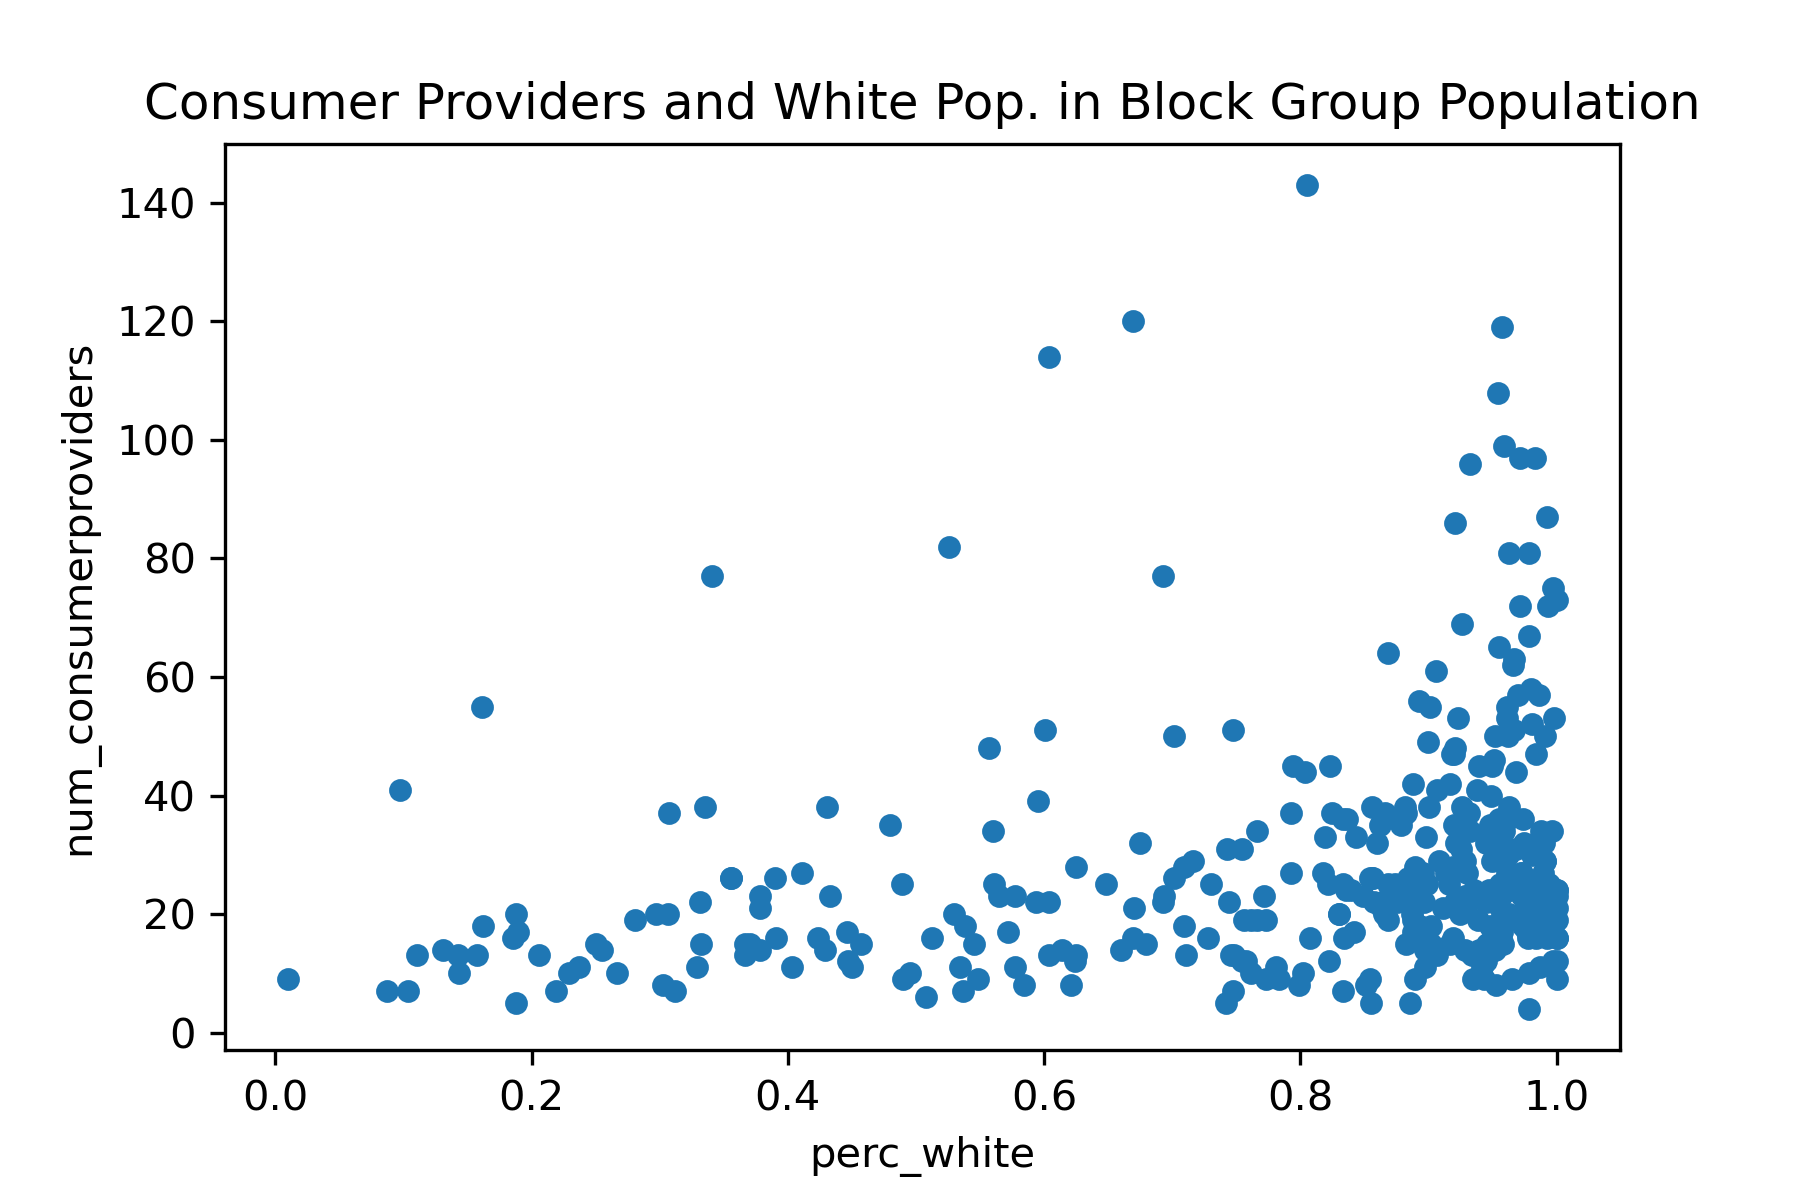 Consumer Providers and White Pop. in Block Group Population
140
120
100
80
60
40
20
0
num_consumerproviders
0.0 0.2 0.4 0.6 0.8 1.0
perc_white